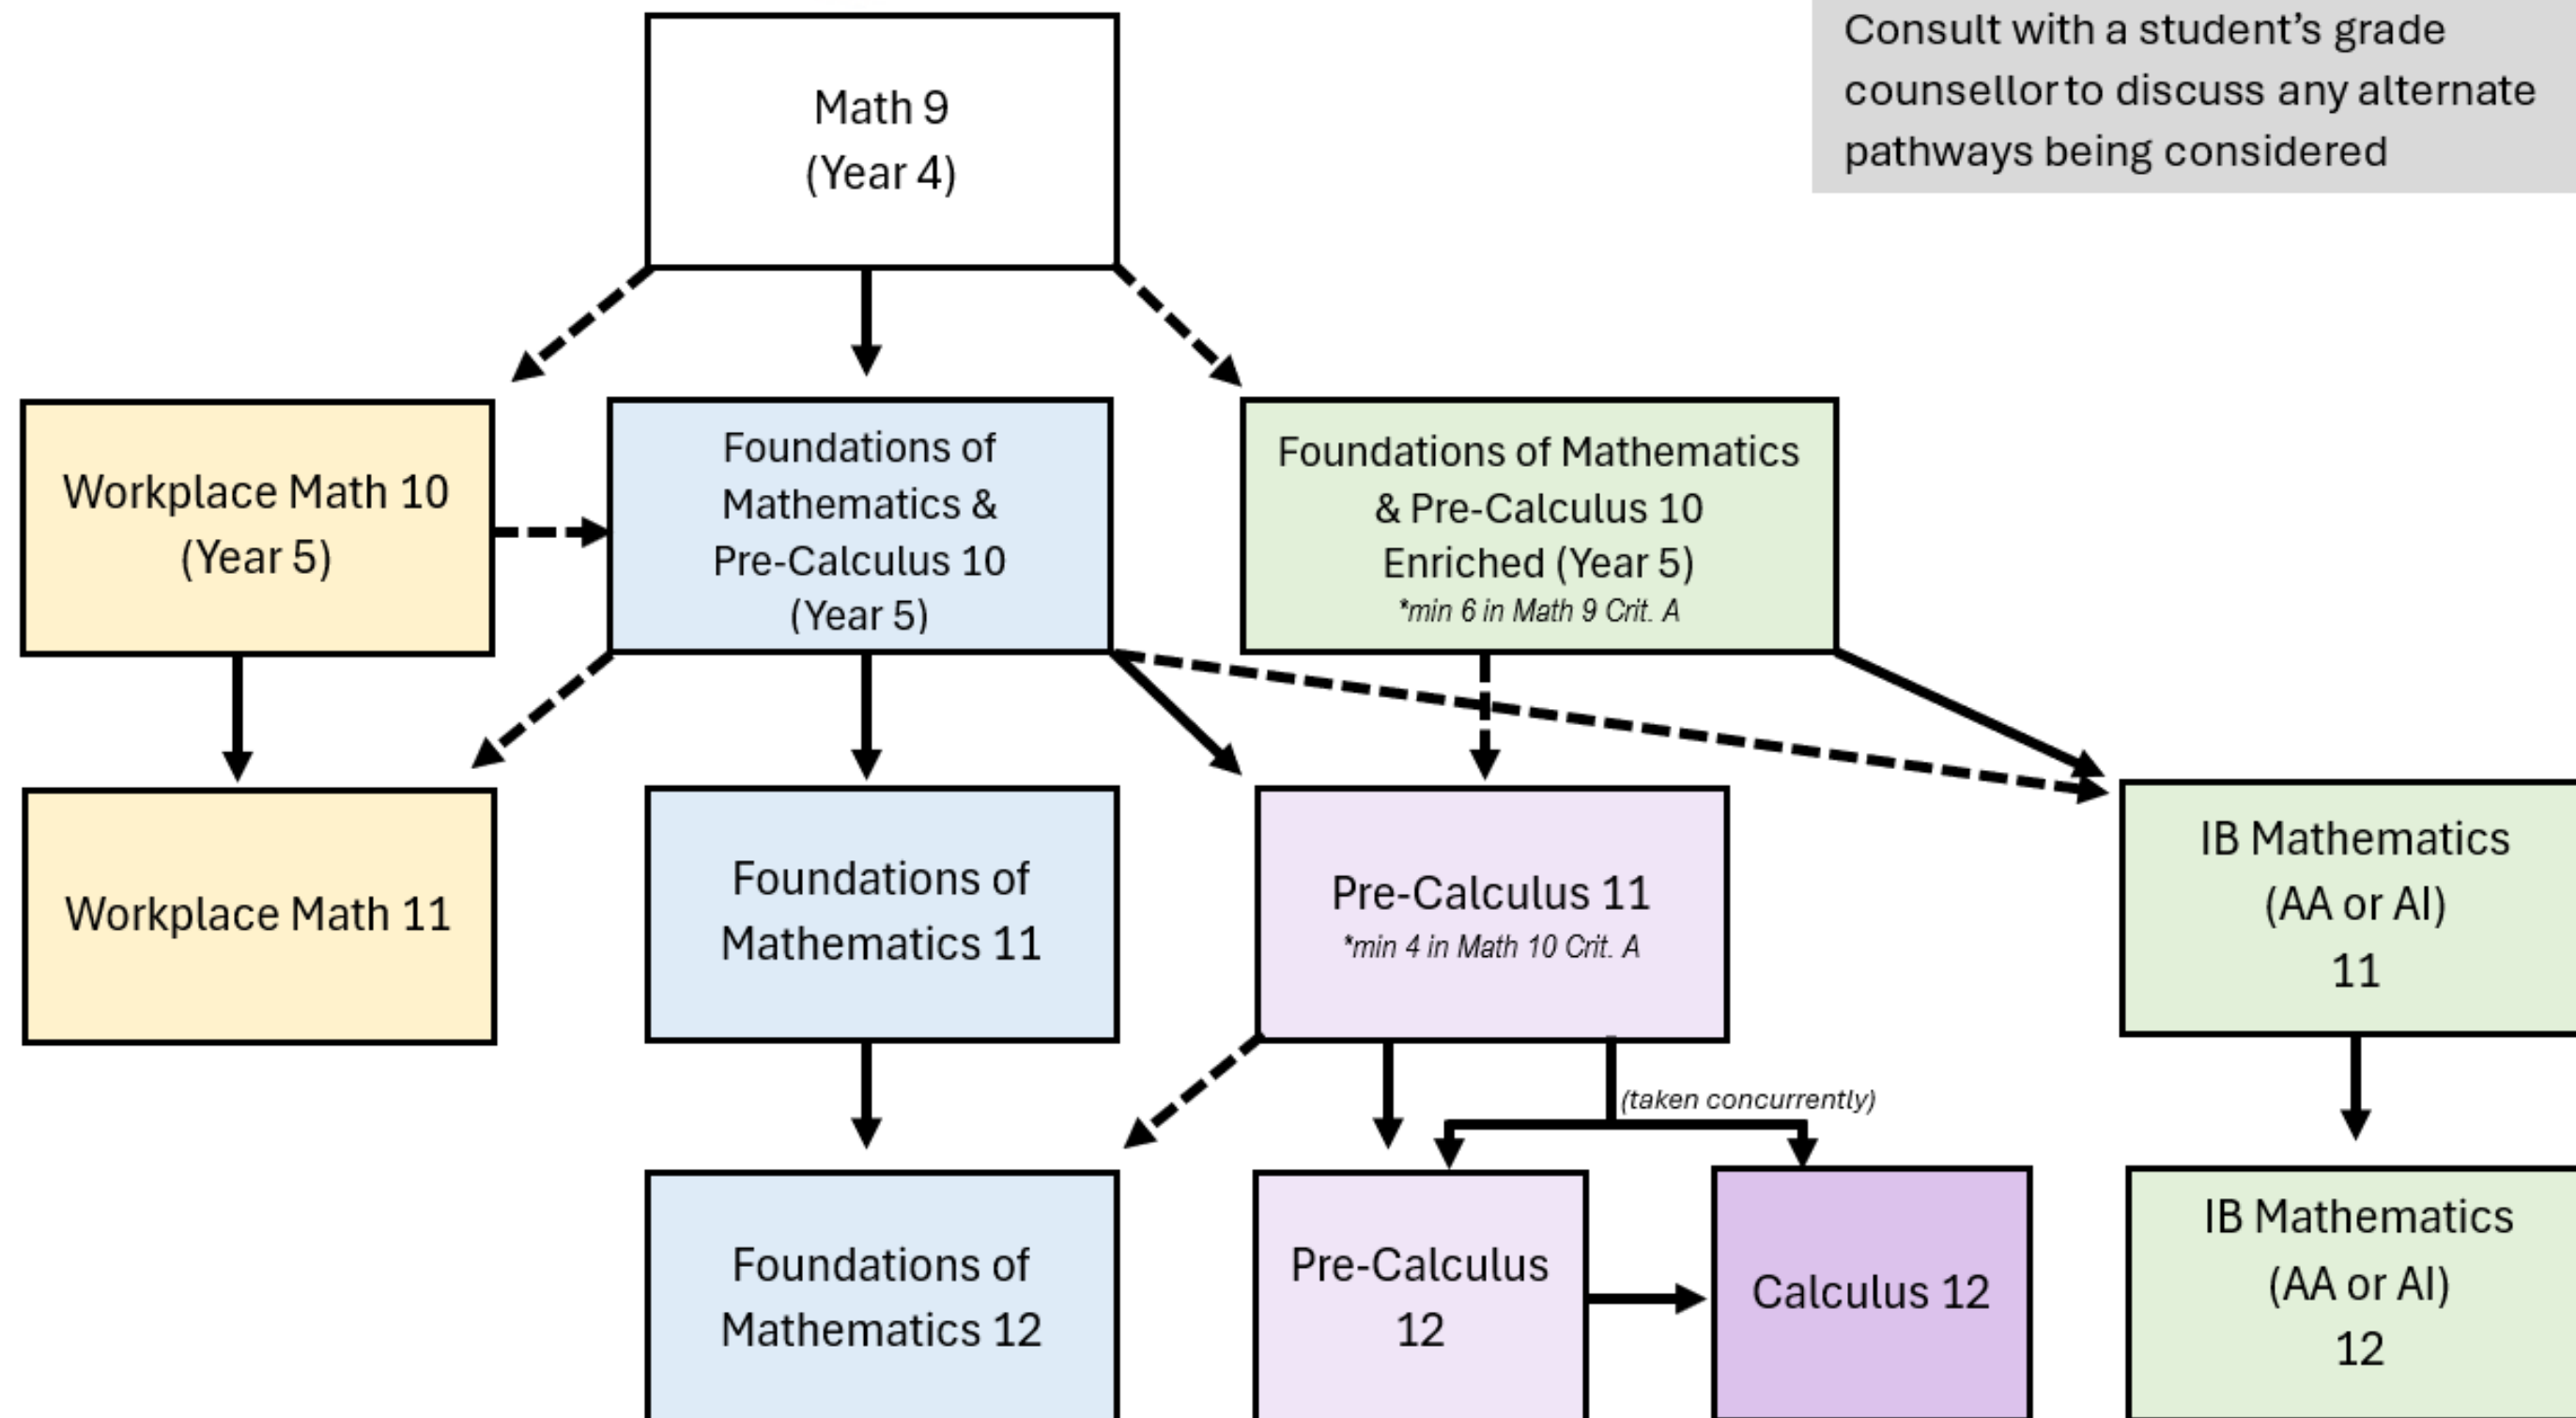 Consult with a student’s grade
counsellor to discuss any alternate
pathways being considered
Math 9
(Year 4)
Workplace Math 10
(Year 5)
Foundations of
Mathematics &
Pre-Calculus 10
(Year 5)
Foundations of Mathematics
& Pre-Calculus 10
Enriched (Year 5)
*min 6 in Math 9 Crit. A
Workplace Math 11
Foundations of
Mathematics 11
Pre-Calculus 11
*min 4 in Math 10 Crit. A
IB Mathematics
(AA or AI)
11
(taken concurrently)
Foundations of
Mathematics 12
Pre-Calculus
12
Calculus 12
IB Mathematics
(AA or AI)
12